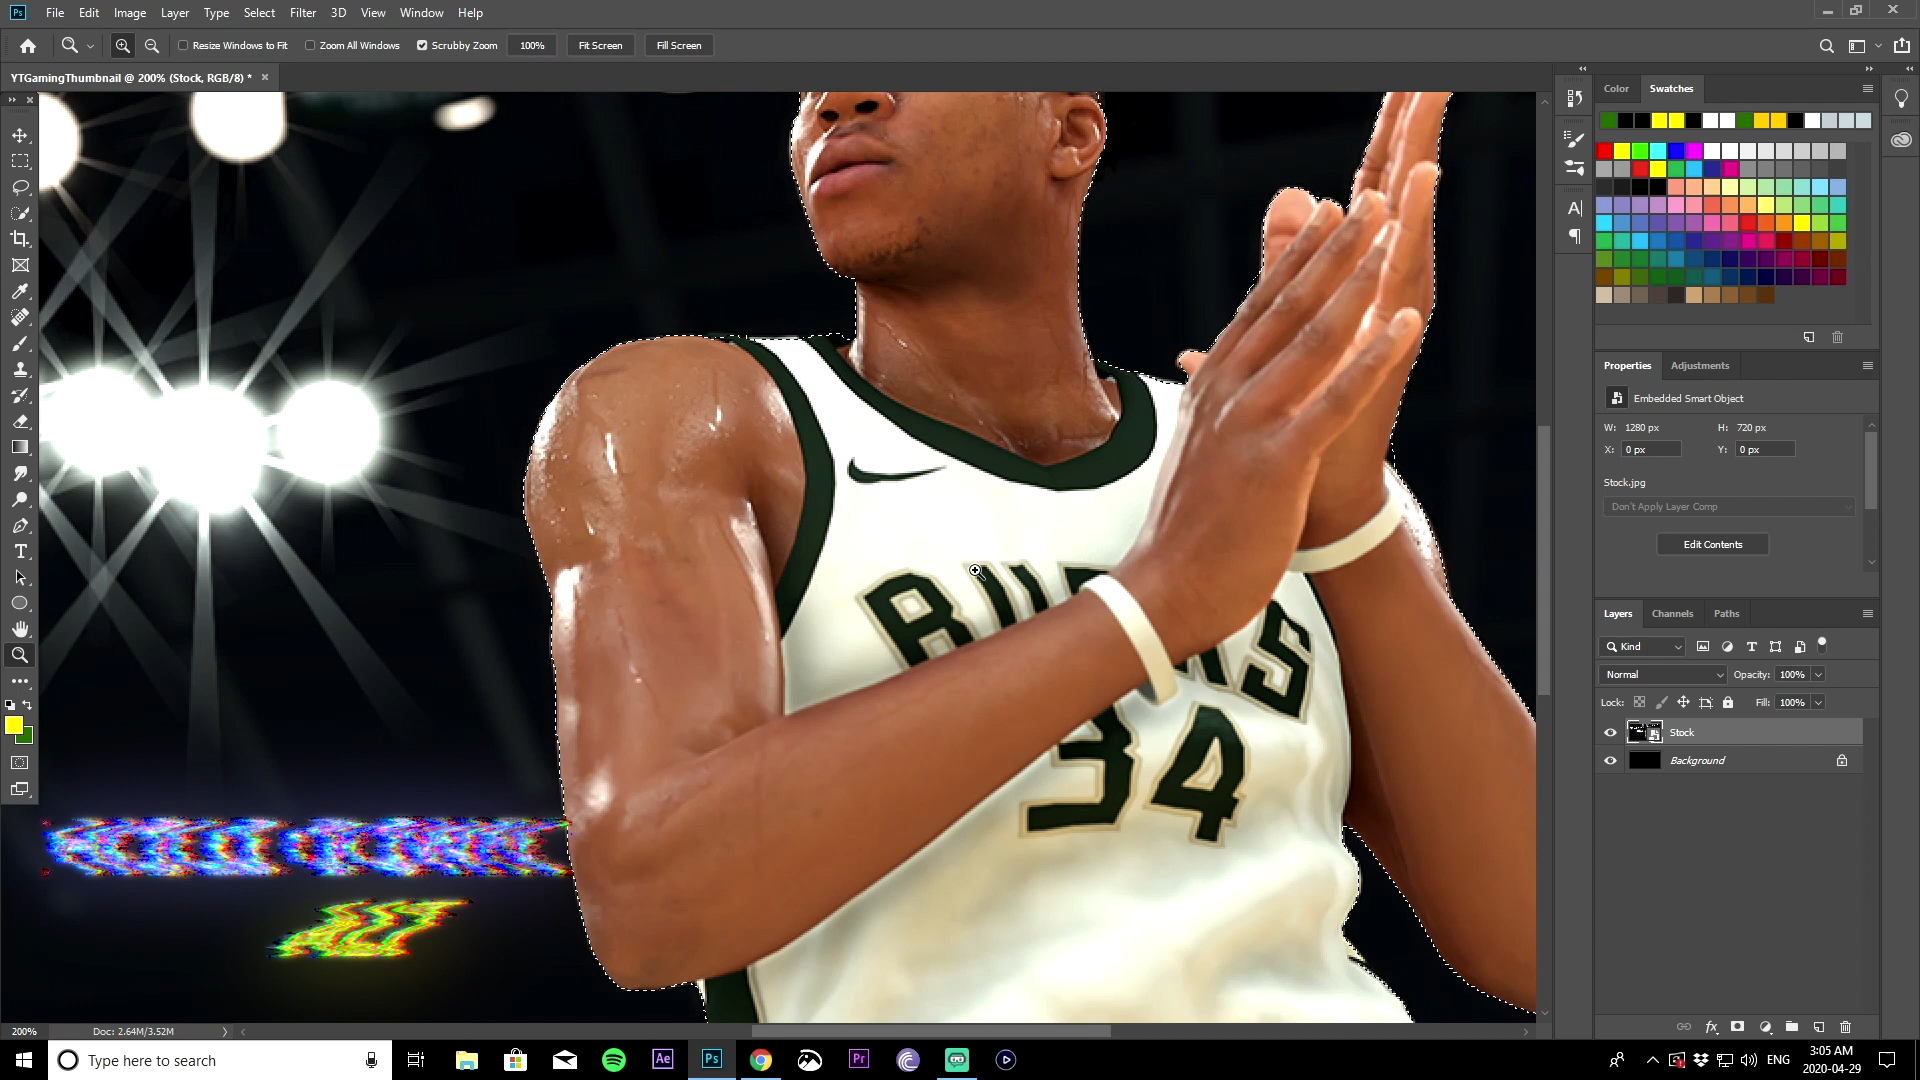 Ps File Edit Image Layer Type Select Filter 3D View Window Help
Resize Windows to Fit Zoom All Windows Scrubby Zoom 100% Fit Screen Fill Screen
YTGamingThumbnail @ 200% (Stock, RGB/8) *
Color Swatches
Properties Adjustments
Embedded Smart Object
W: 1280 px H: 720 px
X: 0 px Y: 0 px
Stock.jpg
Don't Apply Layer Comp
Edit Contents
Layers Channels Paths
Kind
Normal Opacity: 100%
Lock: Fill: 100%
Stock
Background
34
200% Doc: 2.64M/3.52M
Type here to search
Ae Ps Pr
ENG
3:05 AM
2020-04-29